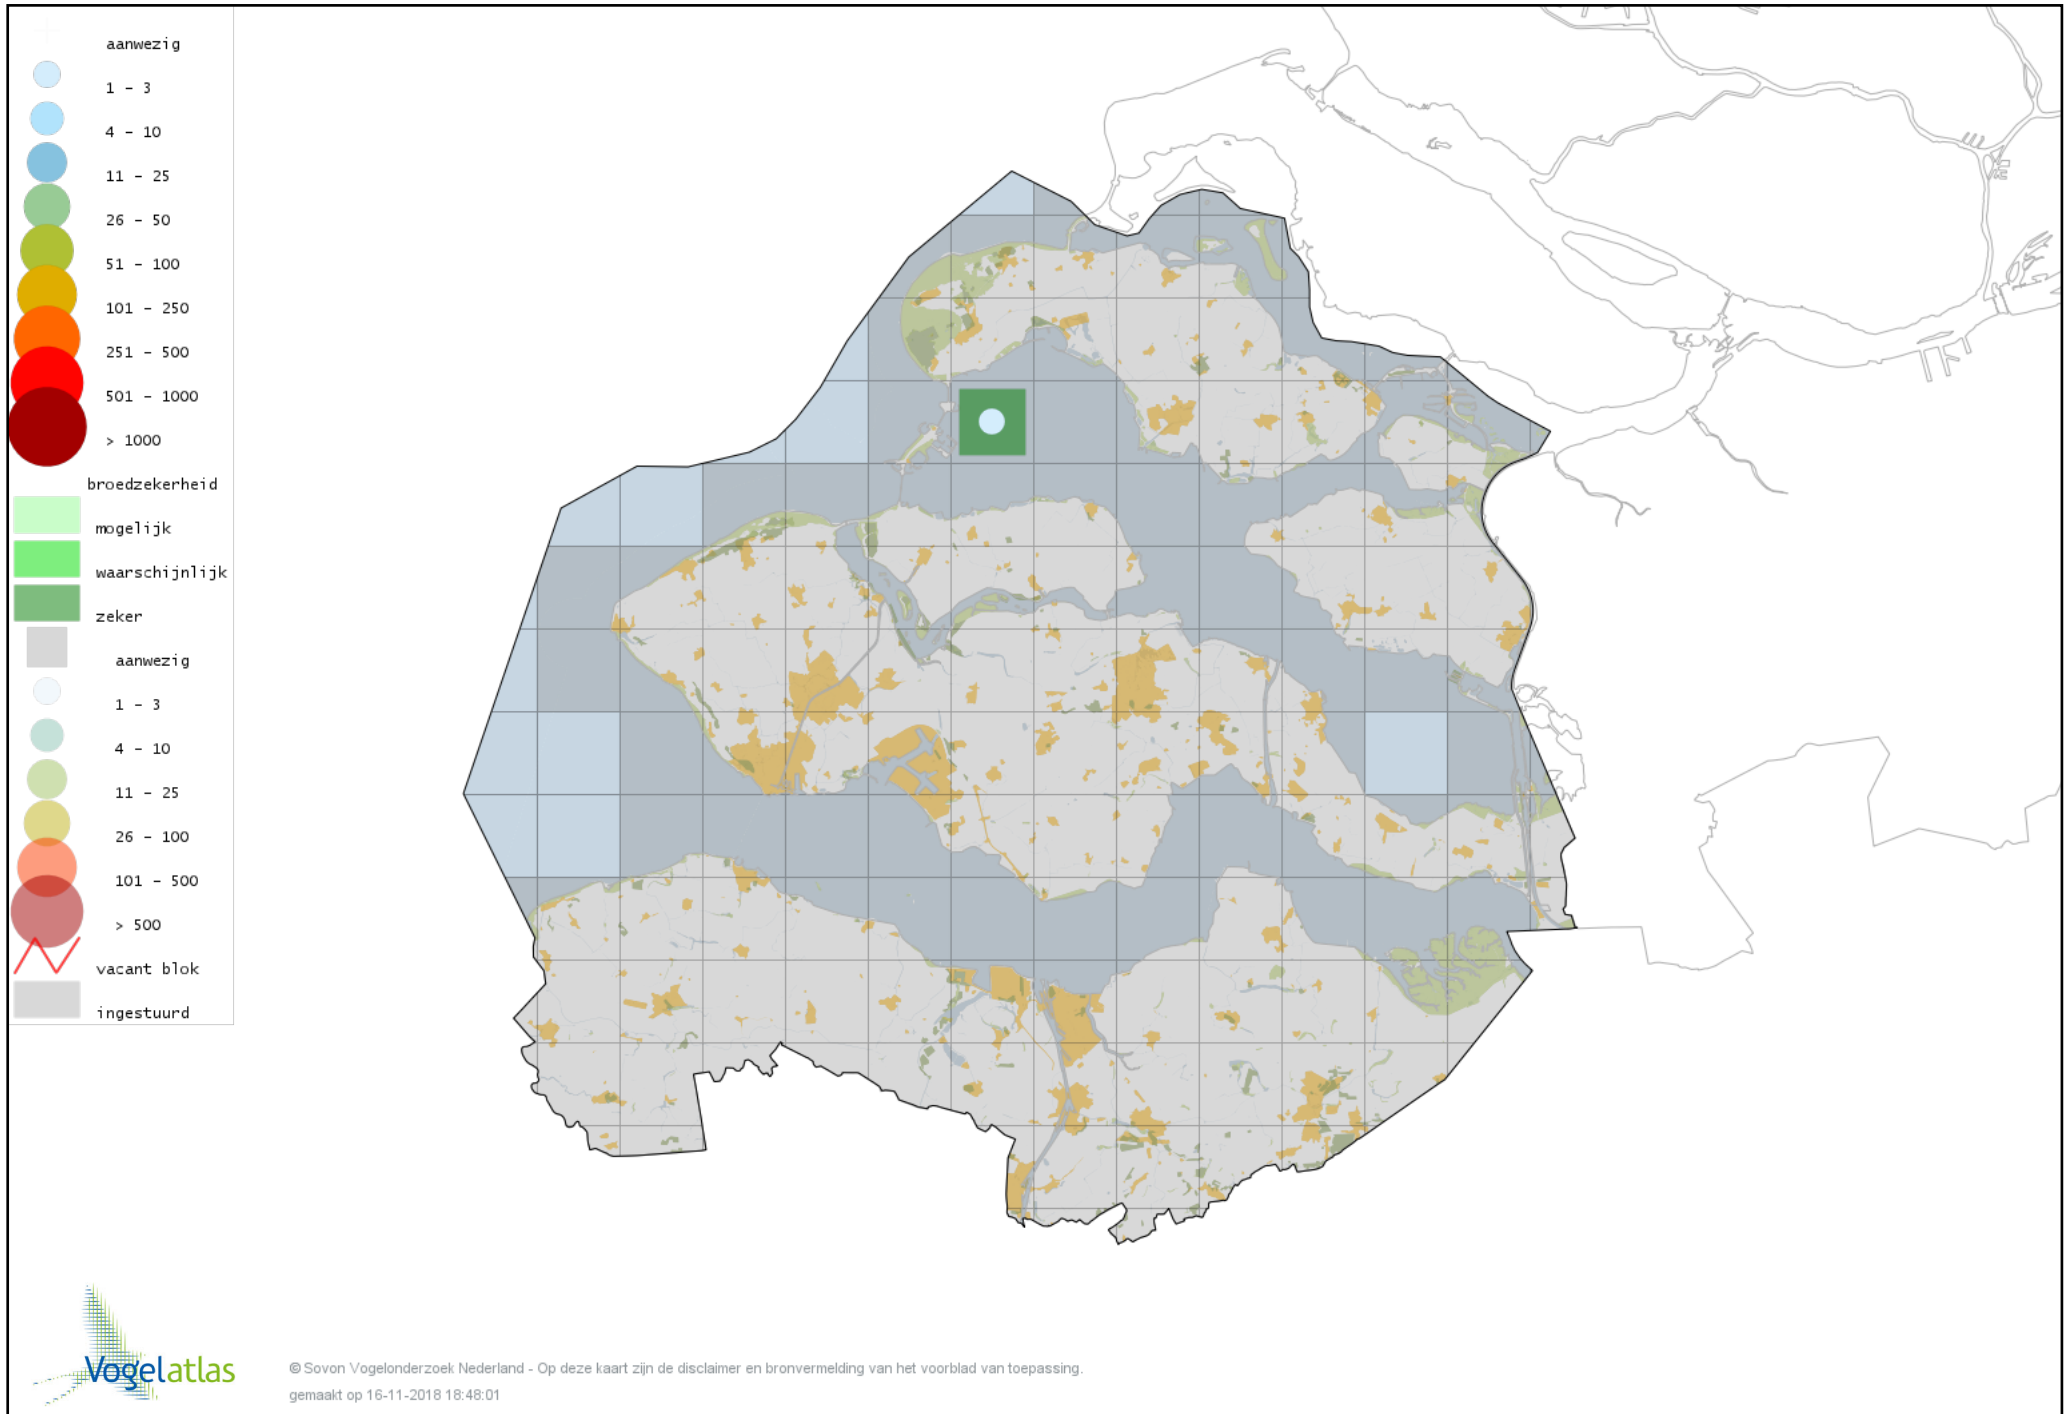 aanwezig
1 - 3
4 - 10
11 - 25
26 - 50
51 - 100
101 - 250
251 - 500
501 - 1000
> 1000
broedzekerheid
mogelijk
waarschijnlijk
zeker
aanwezig
1 - 3
4 - 10
11 - 25
26 - 100
101 - 500
> 500
vacant blok
ingestuurd
Vogelatlas
© Sovon Vogelonderzoek Nederland - Op deze kaart zijn de disclaimer en bronvermelding van het voorblad van toepassing.
gemaakt op 16-11-2018 18:48:01